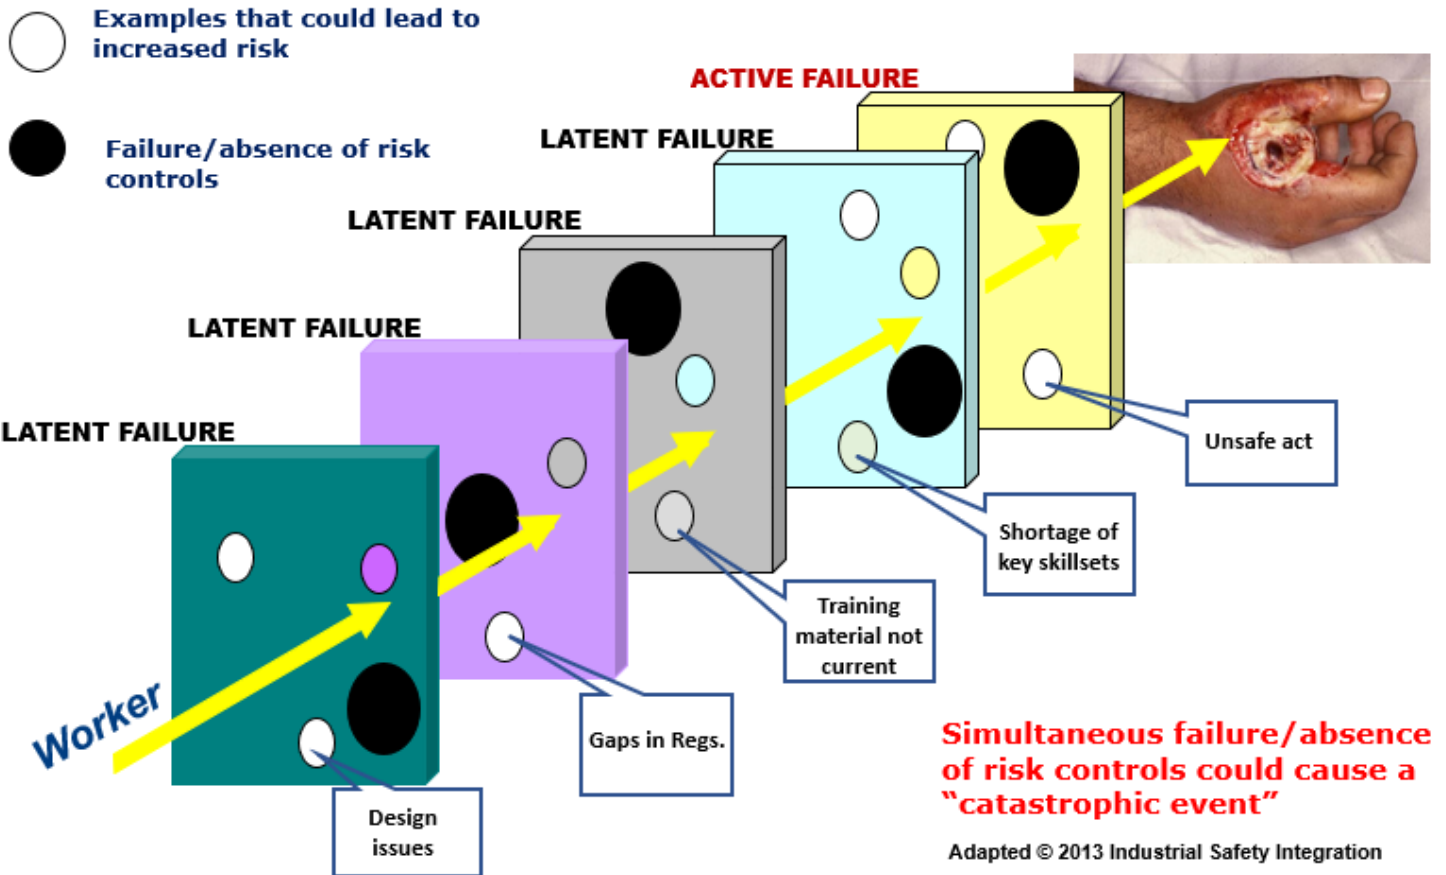 Examples that could lead to
increased risk
Failure/absence of risk
controls
ACTIVE FAILURE
LATENT FAILURE
LATENT FAILURE
LATENT FAILURE
LATENT FAILURE
Worker
Unsafe act
Shortage of
key skillsets
Training
material not
current
Gaps in Regs.
Design
issues
Simultaneous failure/absence
of risk controls could cause a
“catastrophic event”
Adapted © 2013 Industrial Safety Integration